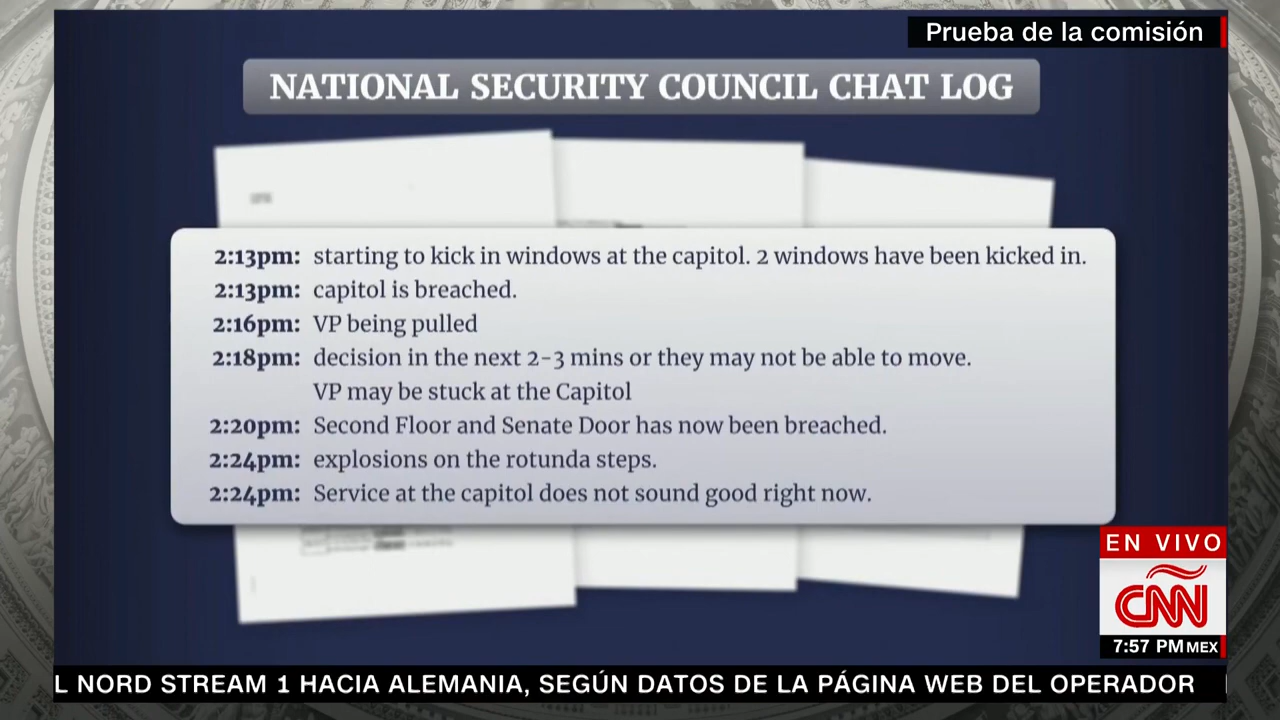 Prueba de la comisión
NATIONAL SECURITY COUNCIL CHAT LOG
2:13pm: starting to kick in windows at the capitol. 2 windows have been kicked in.
2:13pm: capitol is breached.
2:16pm: VP being pulled
2:18pm: decision in the next 2-3 mins or they may not be able to move.
VP may be stuck at the Capitol
2:20pm: Second Floor and Senate Door has now been breached.
2:24pm: explosions on the rotunda steps.
2:24pm: Service at the capitol does not sound good right now.
EN VIVO
CNN
7:57 PM MEX
L NORD STREAM 1 HACIA ALEMANIA, SEGÚN DATOS DE LA PÁGINA WEB DEL OPERADOR